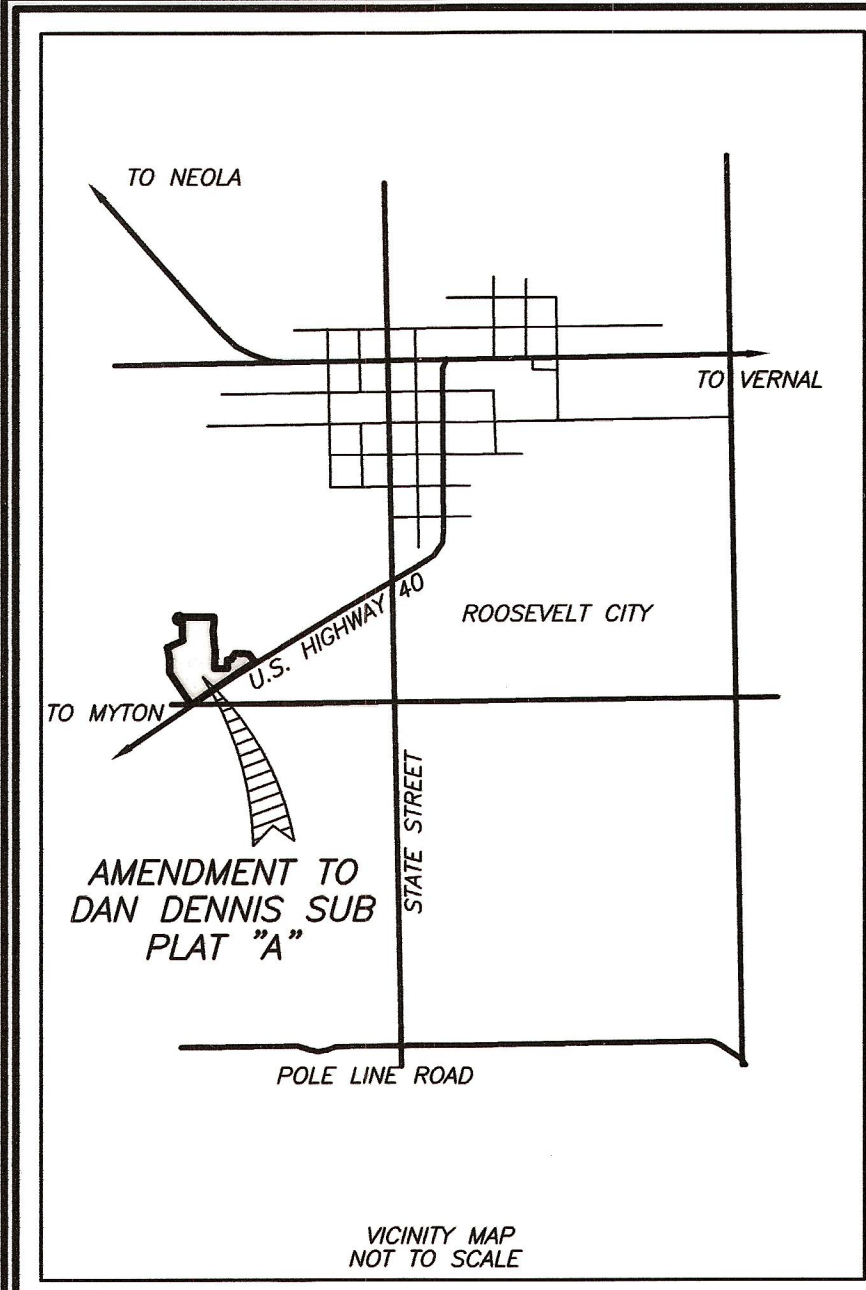 TO NEOLA
TO VERNAL
U.S. HIGHWAY 40
ROOSEVELT CITY
TO MYTON
STATE STREET
AMENDMENT TO
DAN DENNIS SUB
PLAT "A"
POLE LINE ROAD
VICINITY MAP
NOT TO SCALE